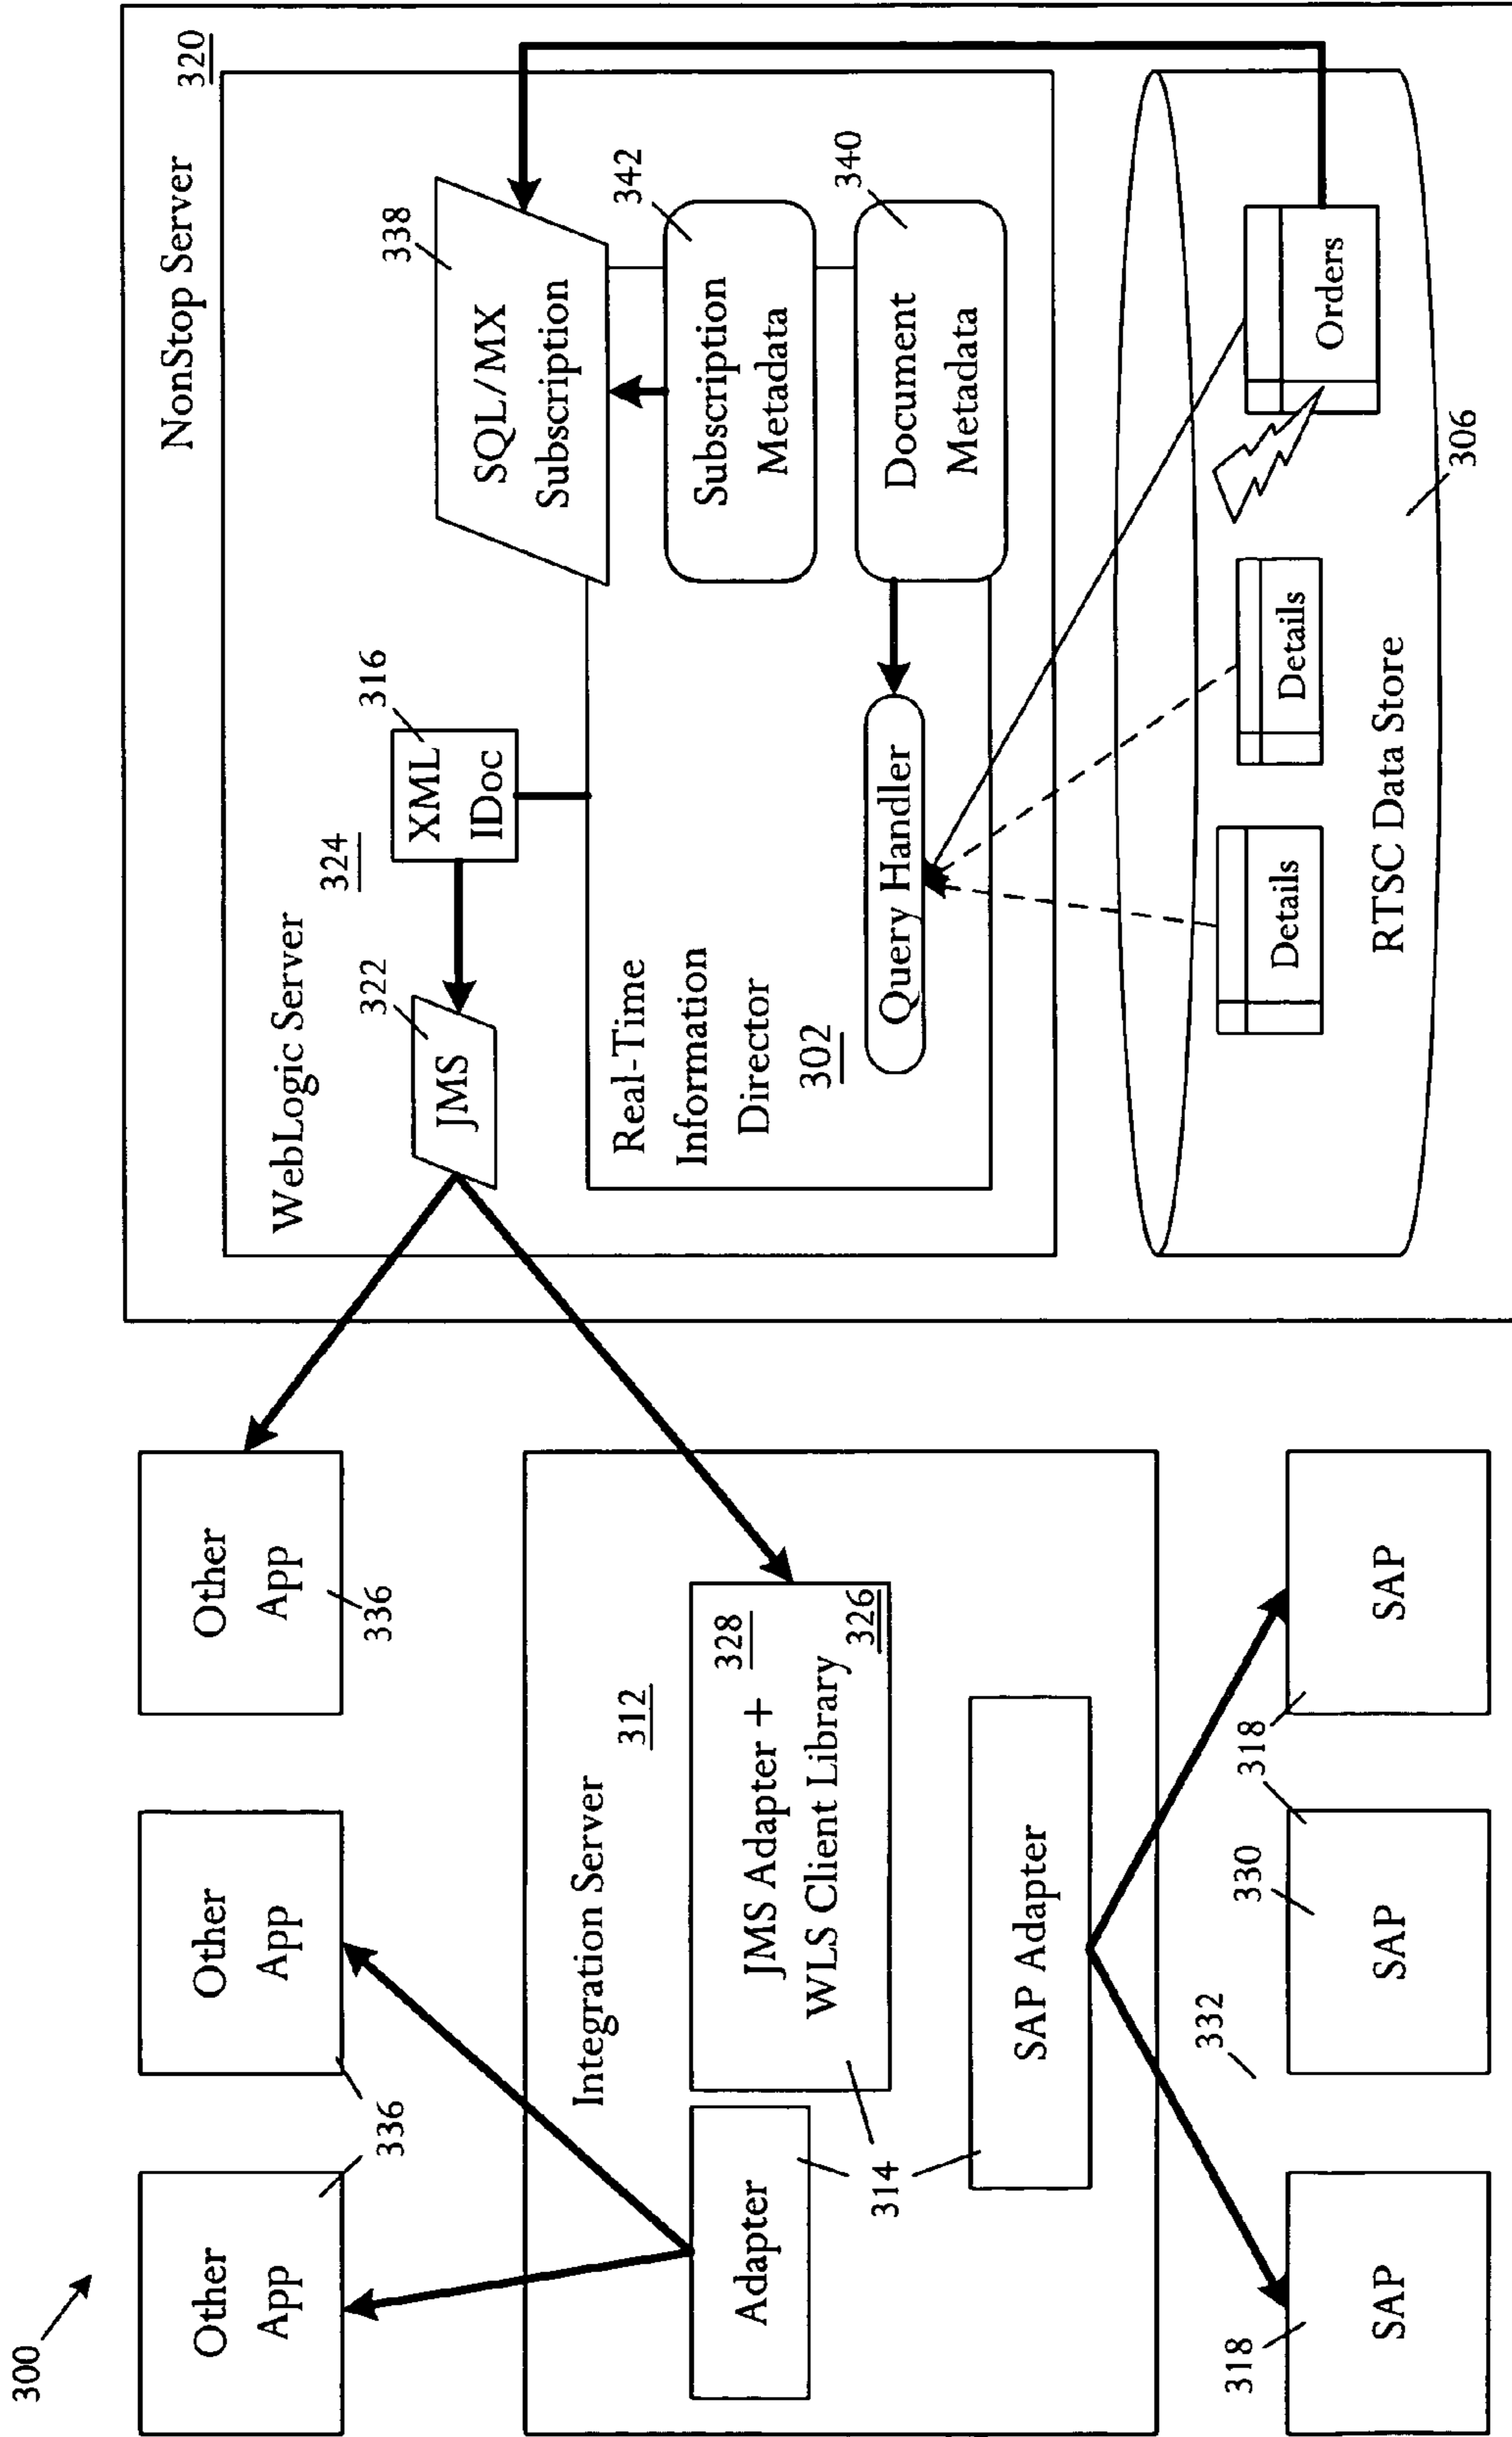 300
Other
App
Other
App
336
Other
App
336
Integration Server
312
Adapter
JMS Adapter +
328
WLS Client Library
326
314
SAP Adapter
332
330
318
318
SAP
SAP
SAP
NonStop Server
320
WebLogic Server
324
322
JMS
316
XML
IDoc
338
SQL/MX
Subscription
342
Subscription
Metadata
340
Document
Metadata
Real-Time
Information
Director
302
Query Handler
Details
Details
Orders
RTSC Data Store
306